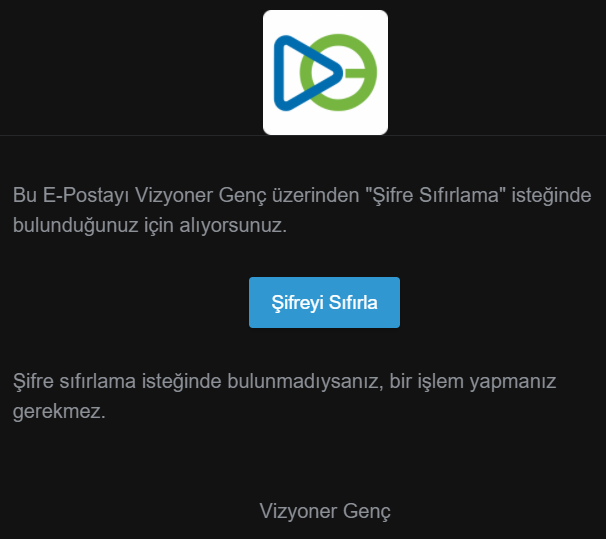 Bu E-Postayı Vizyoner Genç üzerinden "Şifre Sıfırlama" isteğinde
bulunduğunuz için alıyorsunuz.
Şifreyi Sıfırla
Şifre sıfırlama isteğinde bulunmadıysanız, bir işlem yapmanız
gerekmez.
Vizyoner Genç